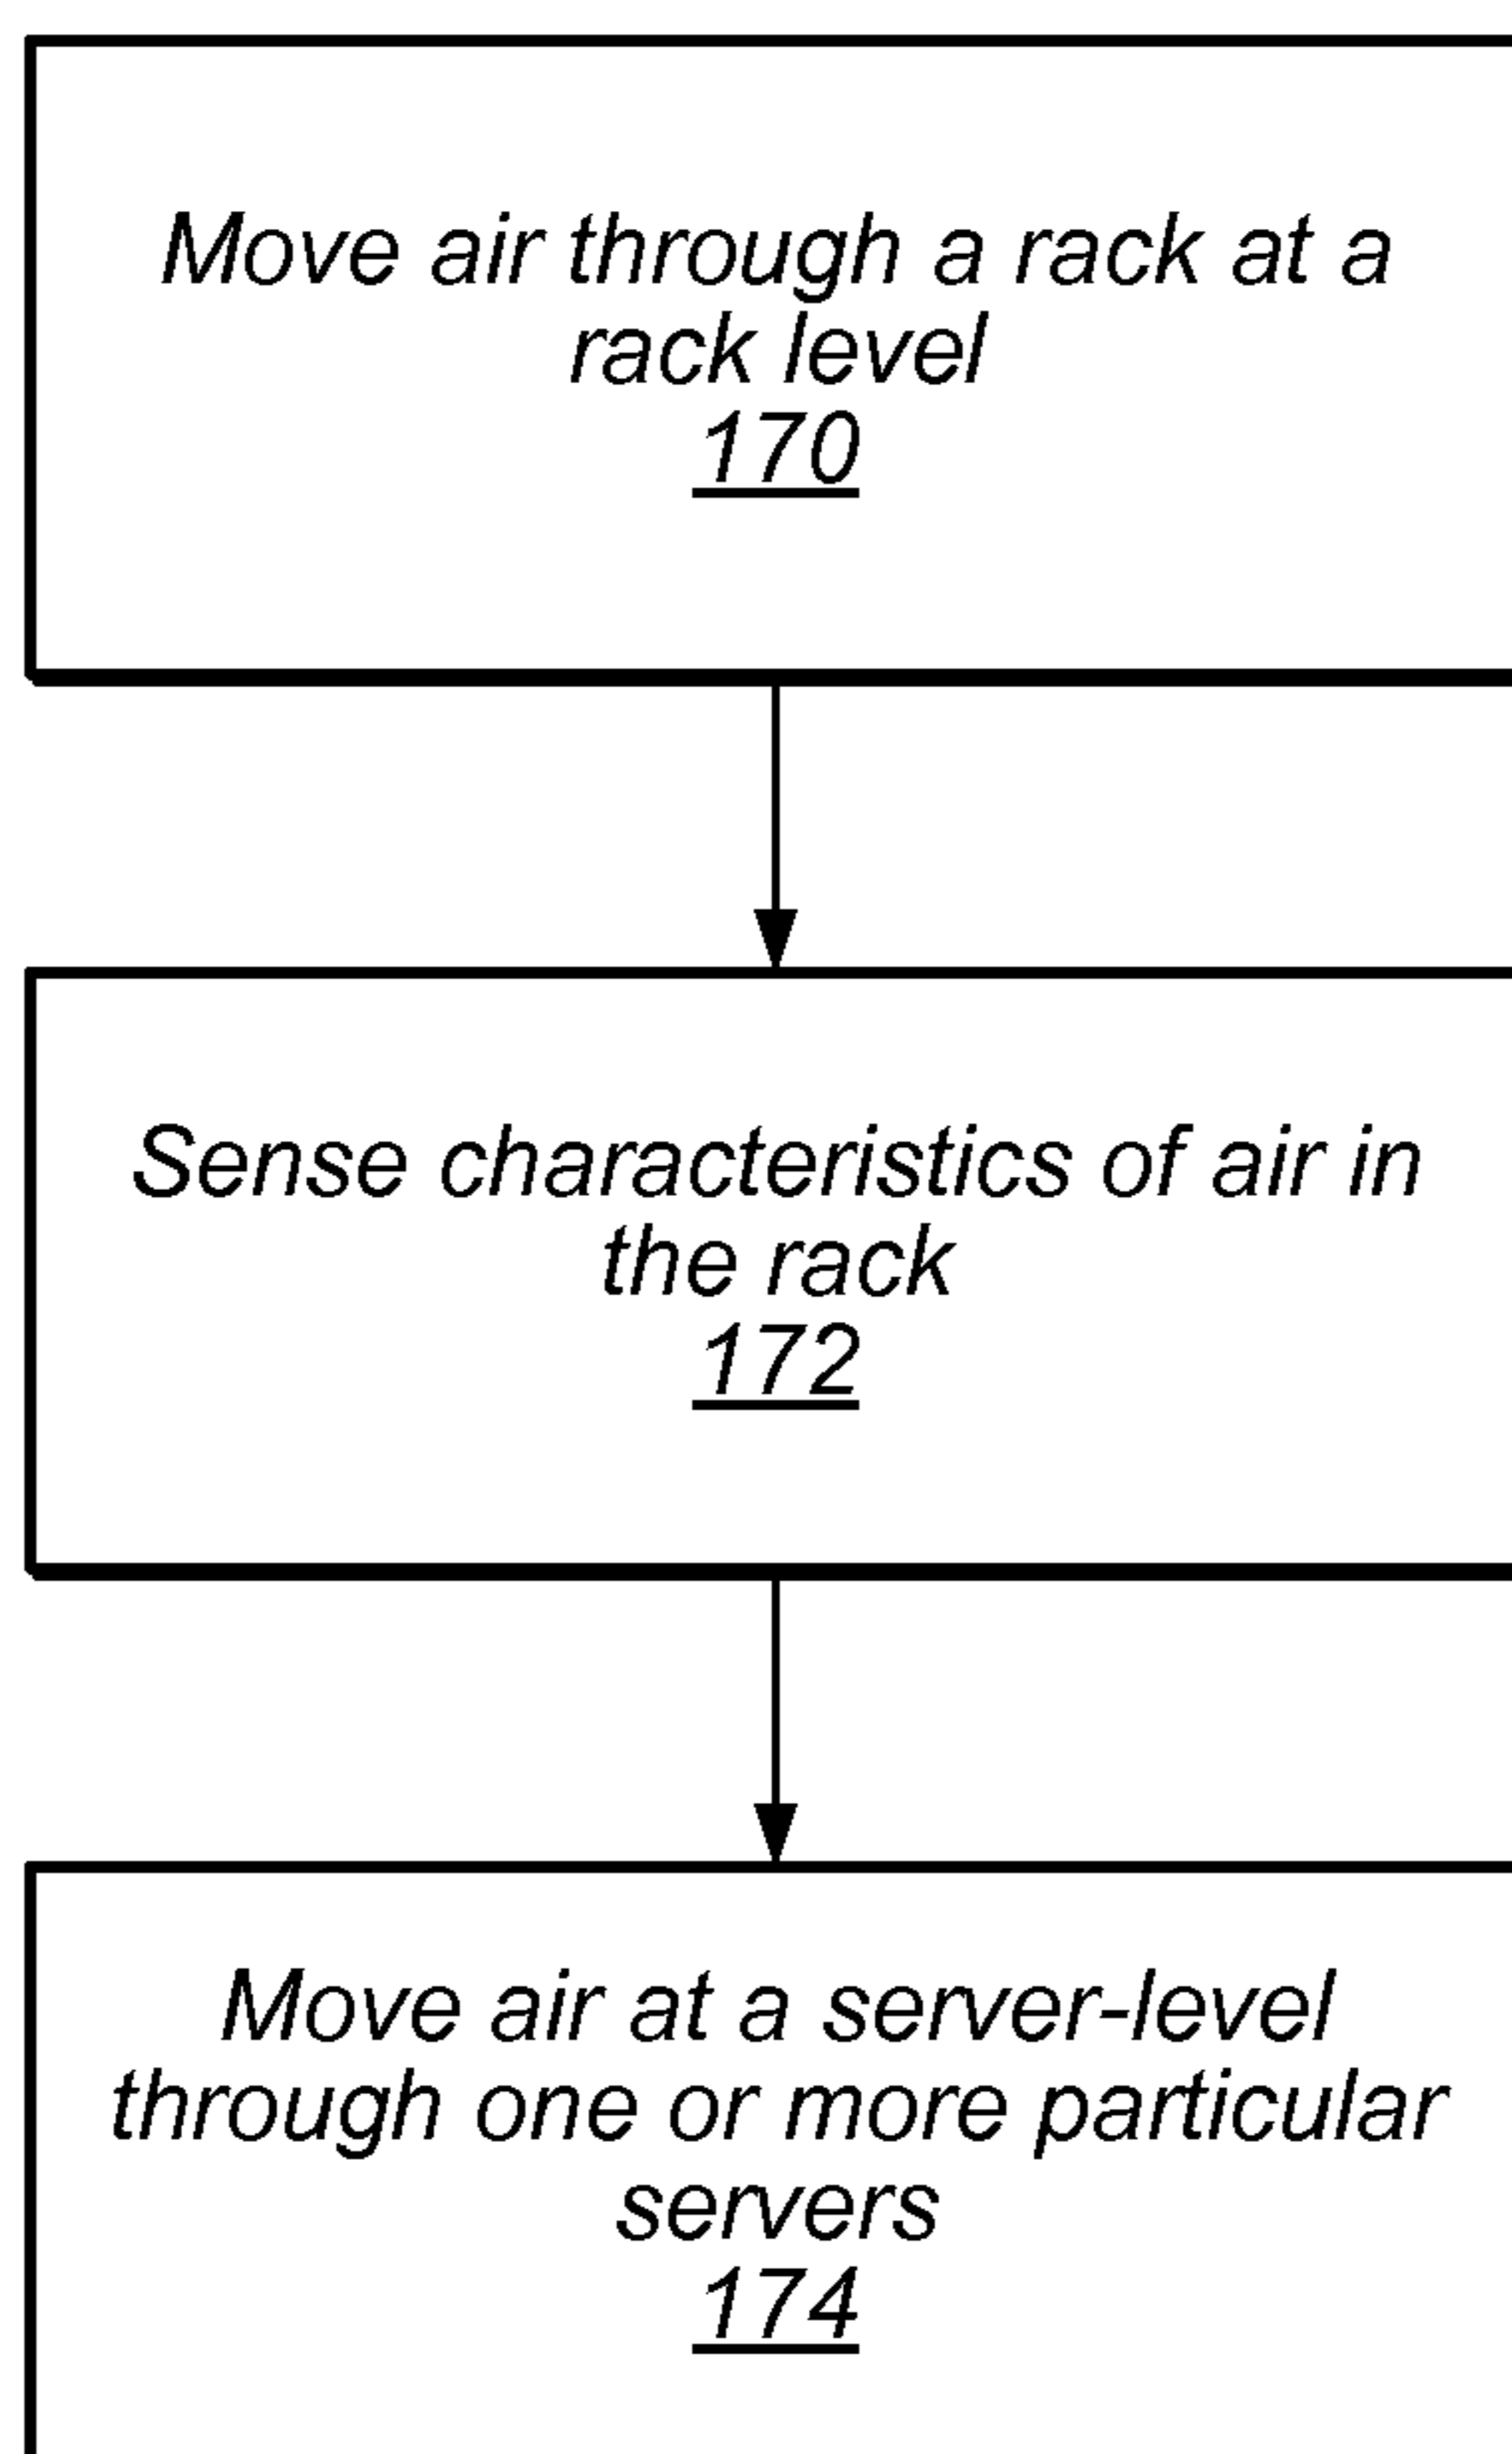 Move air through a rack at a
rack level
170
Sense characteristics of air in
the rack
172
Move air at a server-level
through one or more particular
servers
174